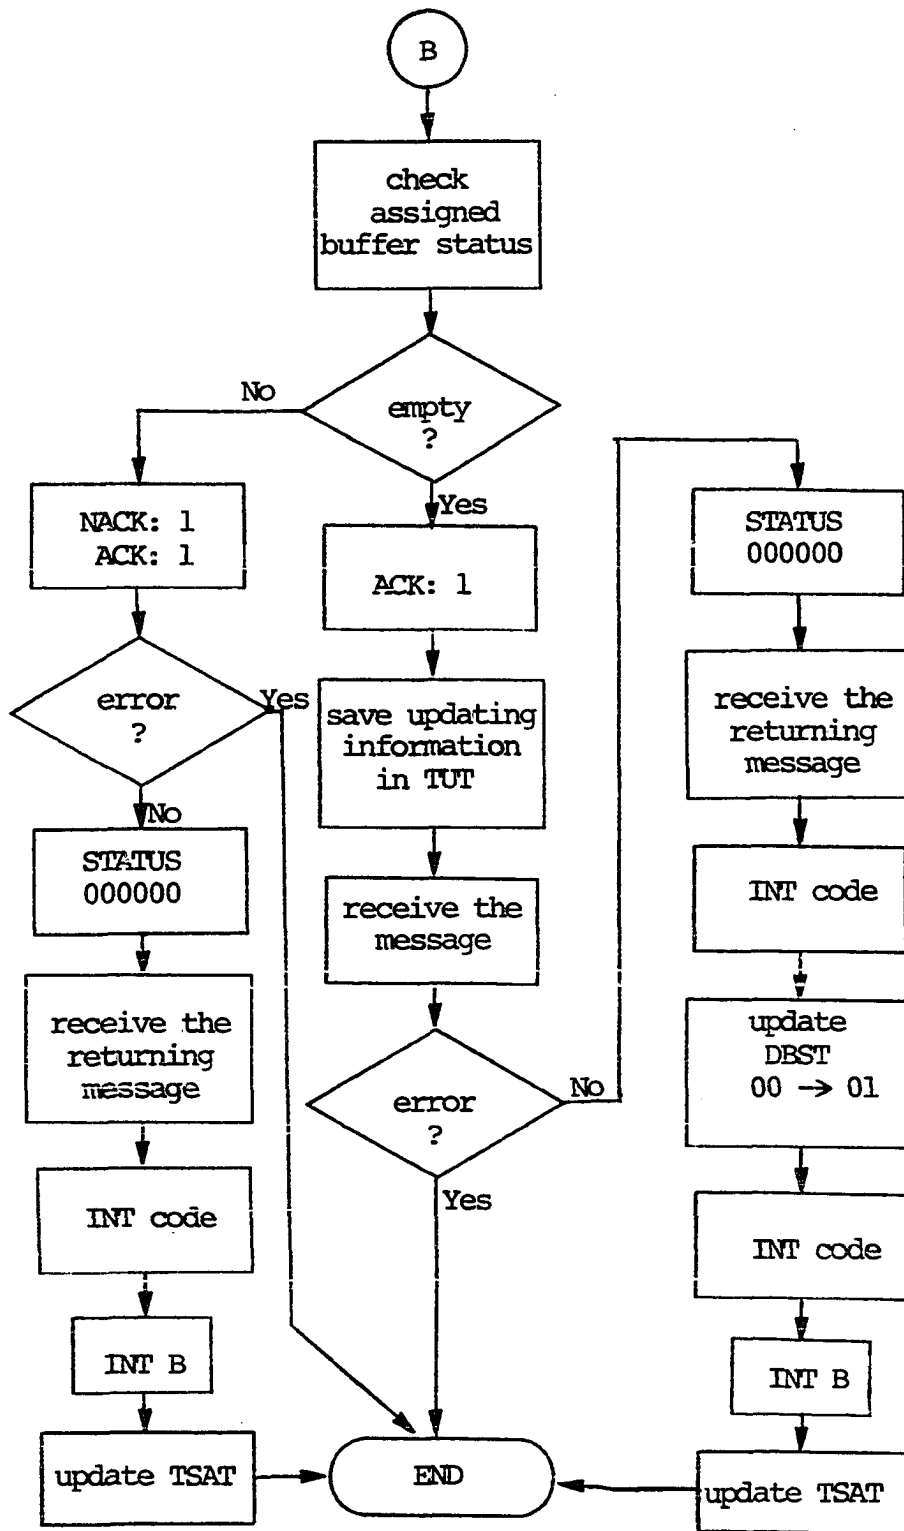 B
check
assigned
buffer status
empty
?
No
Yes
NACK: 1
ACK: 1
error
?
Yes
No
STATUS
000000
receive the
returning
message
INT code
INT B
update TSAT
ACK: 1
save updating
information
in TUT
receive the
message
error
?
No
Yes
END
STATUS
000000
receive the
returning
message
INT code
update
DBST
00 → 01
INT code
INT B
update TSAT